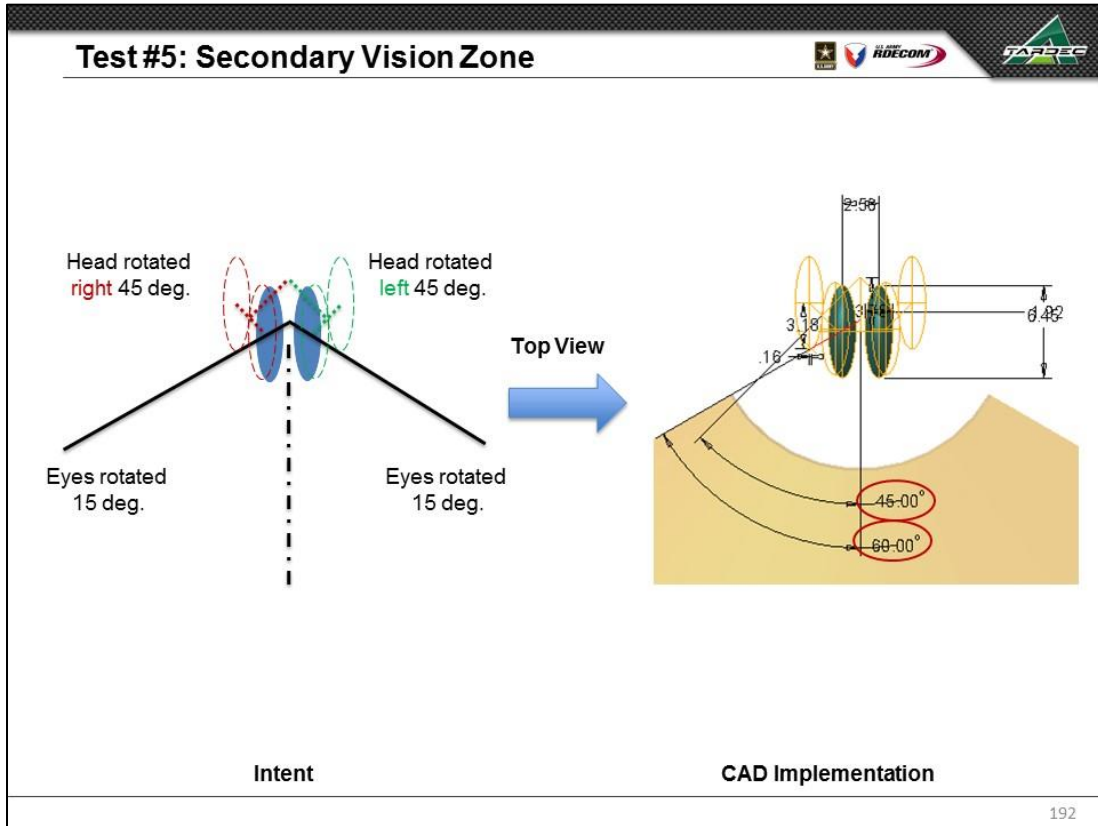 Test #5: Secondary Vision Zone
U.S. ARMY
RDECOM
TARDEC
Head rotated
right 45 deg.
Head rotated
left 45 deg.
Eyes rotated
15 deg.
Eyes rotated
15 deg.
Top View
2.58
3.18
.16
45.00°
60.00°
Intent
CAD Implementation
192